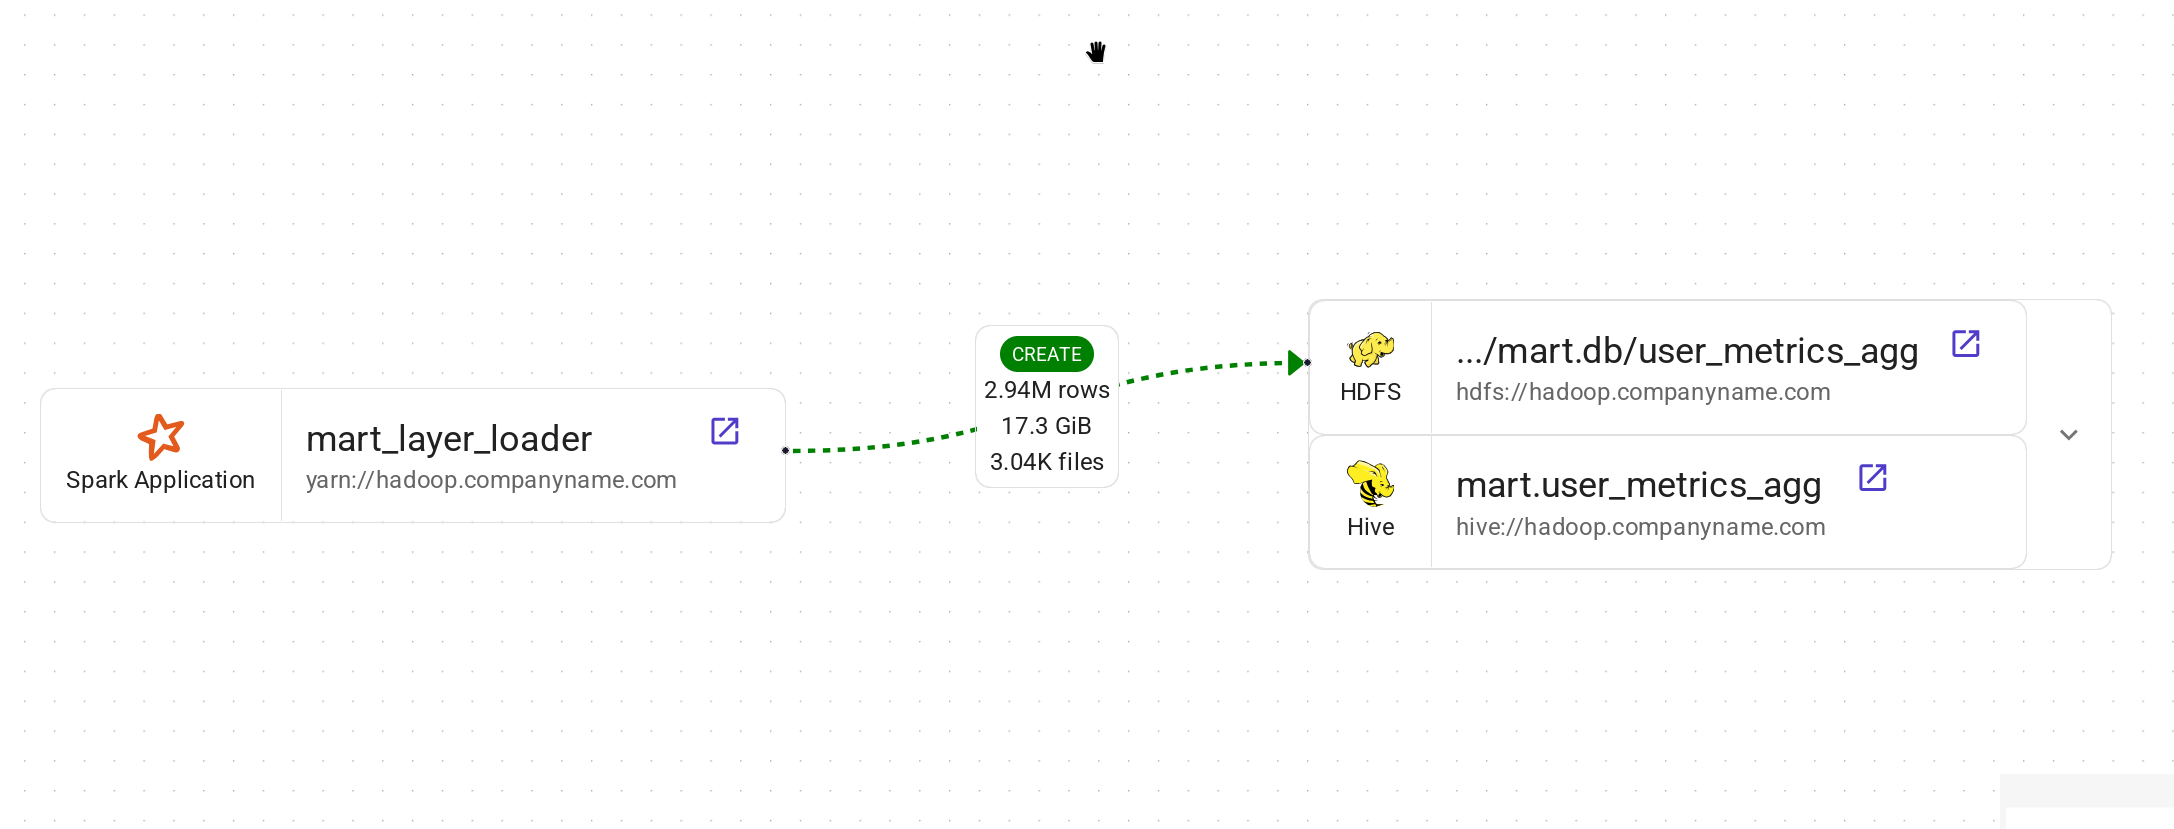 Spark Application
mart_layer_loader
yarn://hadoop.companyname.com
CREATE
2.94M rows
17.3 GiB
3.04K files
HDFS
.../mart.db/user_metrics_agg
hdfs://hadoop.companyname.com
Hive
mart.user_metrics_agg
hive://hadoop.companyname.com